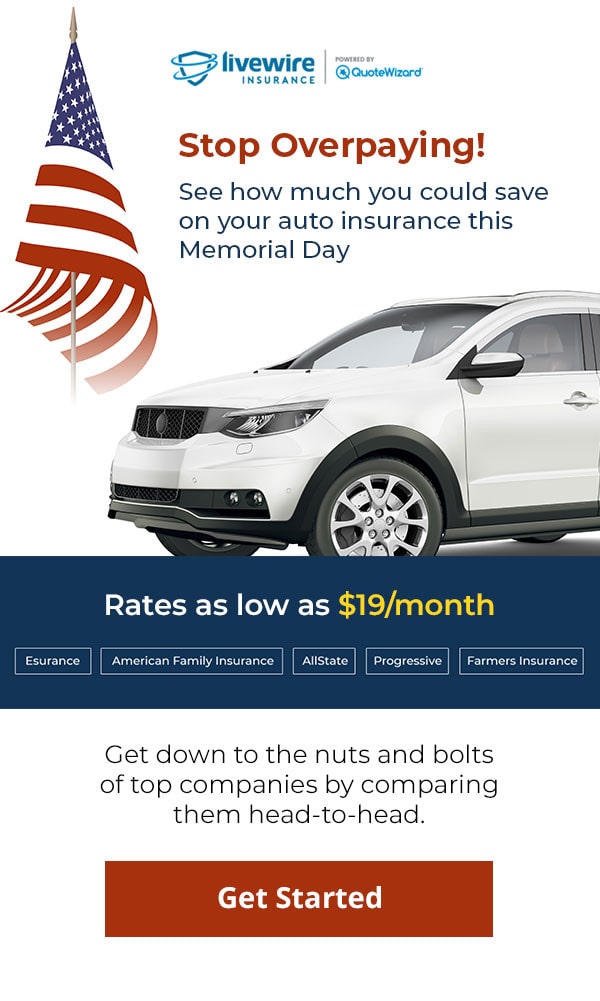 livewire
INSURANCE
POWERED BY
QuoteWizard
Stop Overpaying!
See how much you could save
on your auto insurance this
Memorial Day
Rates as low as $19/month
Esurance American Family Insurance AllState Progressive Farmers Insurance
Get down to the nuts and bolts
of top companies by comparing
them head-to-head.
Get Started